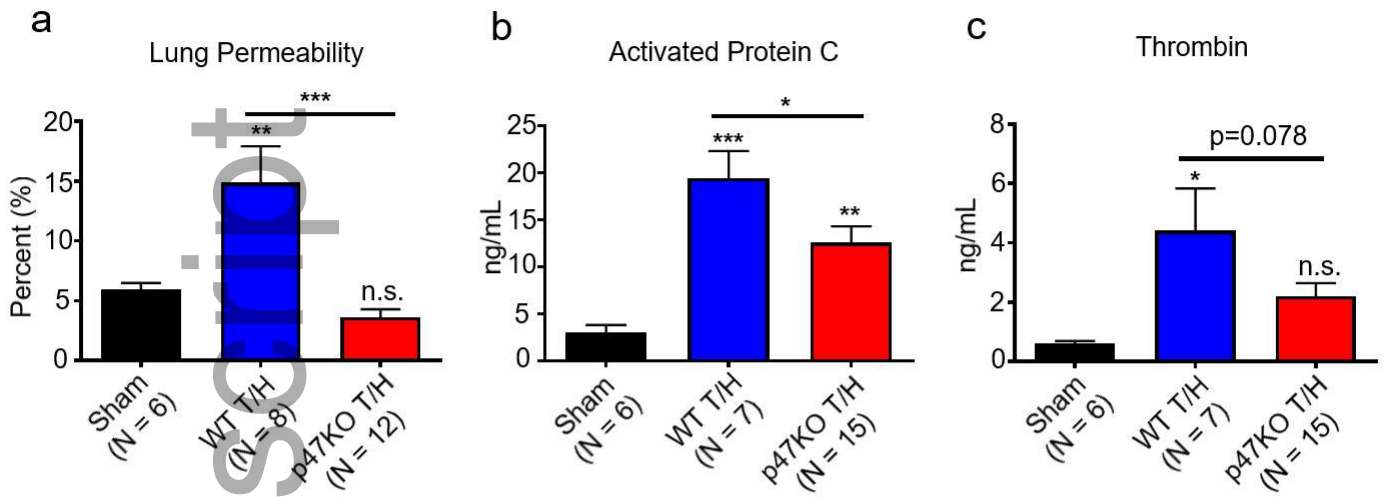 a
Lung Permeability
***
**
n.s.
20
15
10
5
0
Percent (%)
Sham
(N = 6)
WT T/H
(N = 8)
p47KO T/H
(N = 12)
script
b
Activated Protein C
*
***
**
25
20
15
10
5
0
ng/mL
Sham
(N = 6)
WT T/H
(N = 7)
p47KO T/H
(N = 15)
c
Thrombin
p=0.078
*
n.s.
8
6
4
2
0
ng/mL
Sham
(N = 6)
WT T/H
(N = 7)
p47KO T/H
(N = 15)